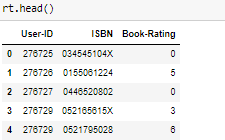 rt.head()
User-ID ISBN Book-Rating
0 276725 034545104X 0
1 276726 0155061224 5
2 276727 0446520802 0
3 276729 052165615X 3
4 276729 0521795028 6